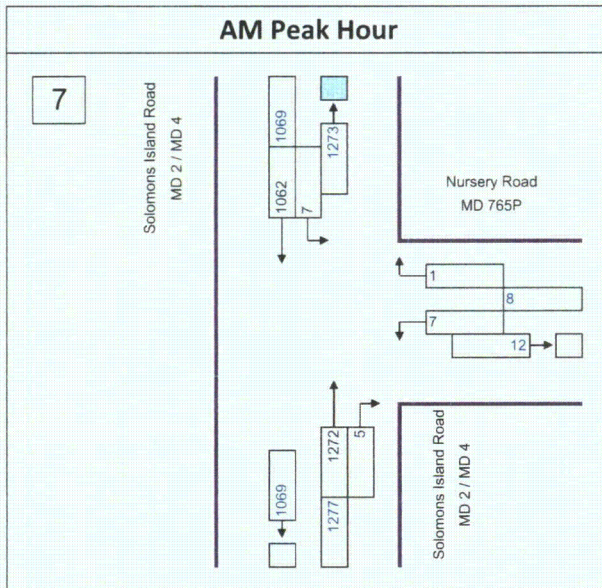 AM Peak Hour
7
Solomons Island Road
MD 2 / MD 4
1069
1062
7
1273
Nursery Road
MD 765P
1
8
7
12
1069
1272
5
1277
Solomons Island Road
MD 2 / MD 4